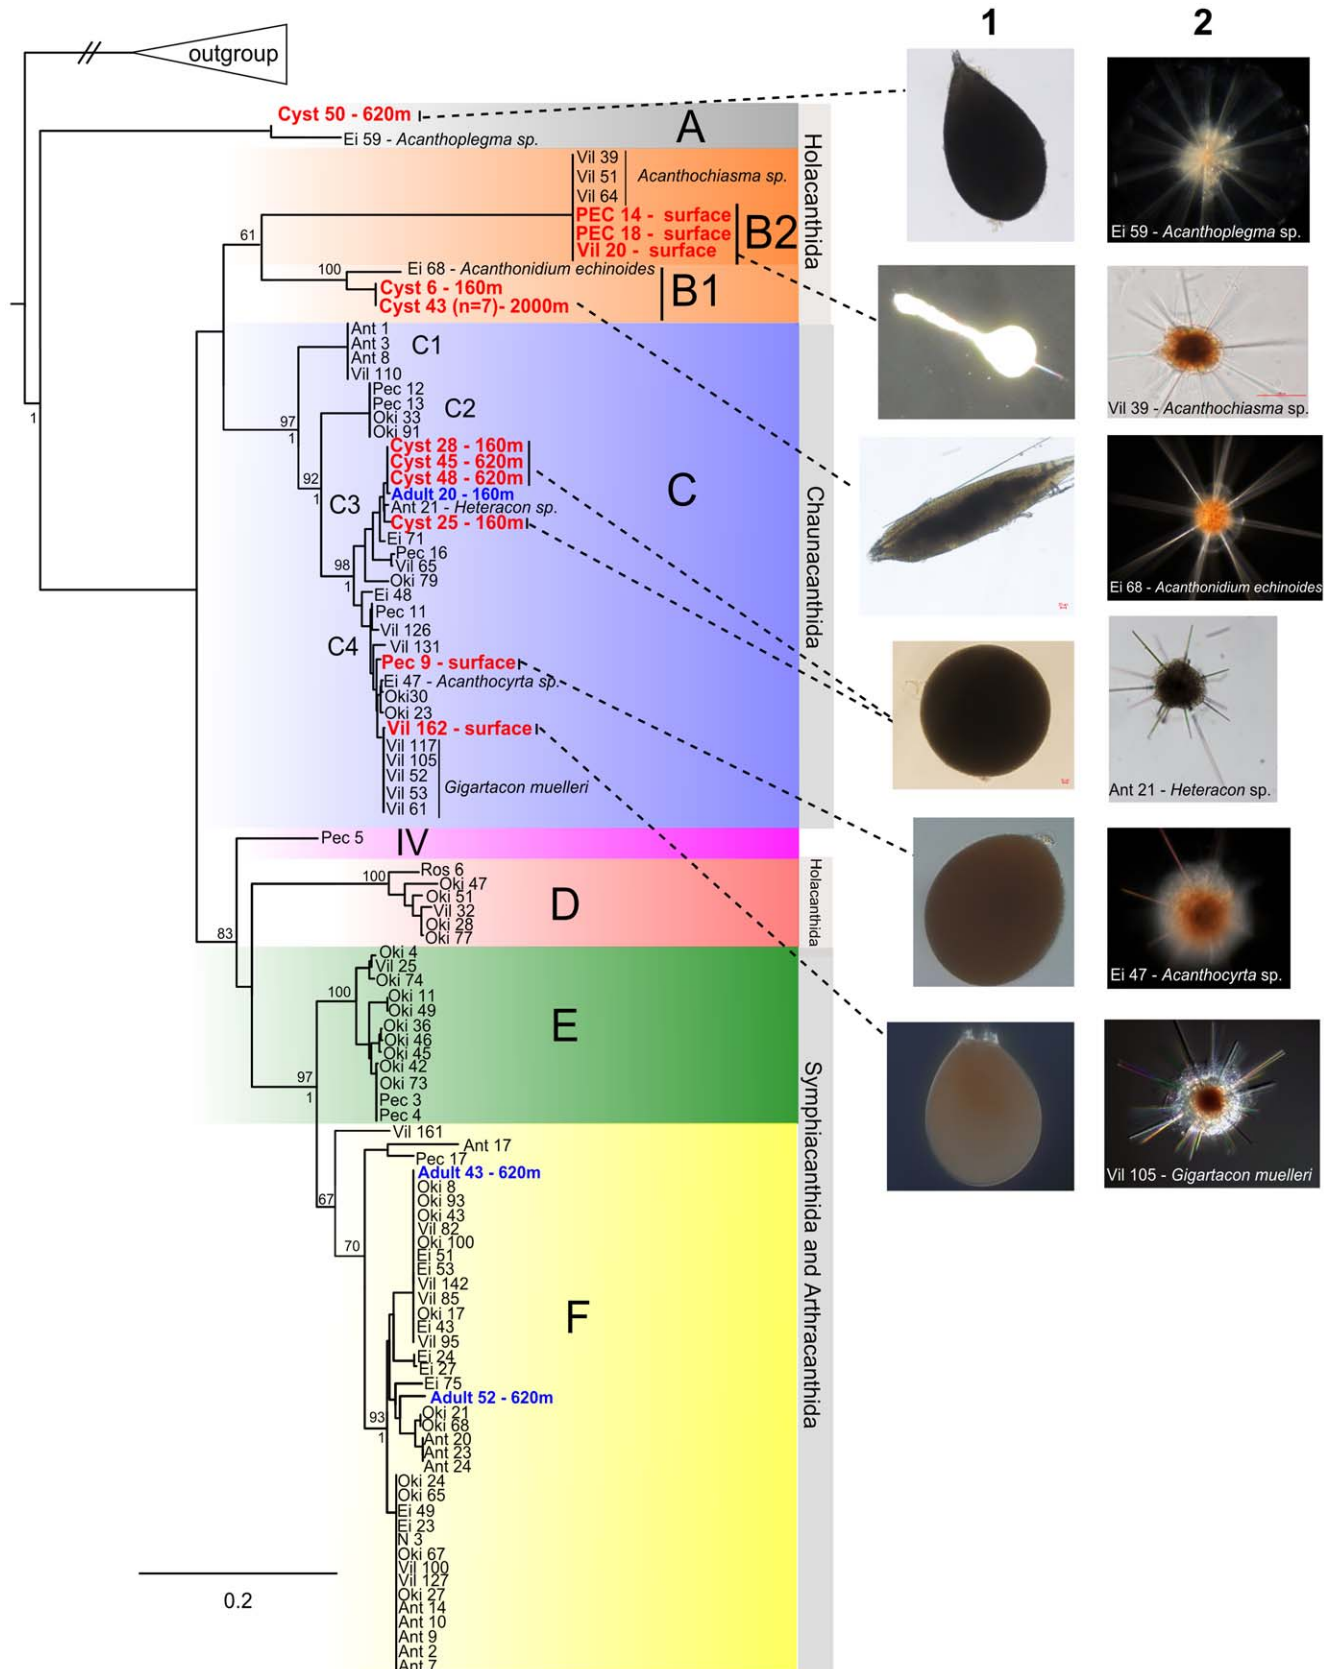 1
2
outgroup
Cyst 50 - 620m
Ei 59 - Acanthoplegma sp.
A
Vil 39
Vil 51
Vil 64
Acanthochiasma sp.
PEC 14 - surface
PEC 18 - surface
Vil 20 - surface
B2
61
100
Ei 68 - Acanthonidium echinoides
Cyst 6 - 160m
Cyst 43 (n=7)- 2000m
B1
Holacanthida
1
Ant 1
Ant 3
Ant 8
Vil 110
C1
Pec 12
Pec 13
Oki 33
Oki 91
C2
97
1
92
1
Cyst 28 - 160m
Cyst 45 - 620m
Cyst 48 - 620m
Adult 20 - 160m
Ant 21 - Heteracon sp.
Cyst 25 - 160m
C3
Ei 71
Pec 16
Vil 65
Oki 79
98
1
Ei 48
Pec 11
Vil 126
Vil 131
C4
Pec 9 - surface
Ei 47 - Acanthocyrta sp.
Oki30
Oki 23
Vil 162 - surface
Vil 117
Vil 105
Vil 52
Vil 53
Vil 61
Gigartacon muelleri
C
Chaunacanthida
Pec 5
IV
Ros 6
Oki 47
Oki 51
Vil 32
Oki 28
Oki 77
100
D
Holacanthida
83
Oki 4
Vil 25
Oki 74
Oki 11
Oki 49
Oki 36
Oki 46
Oki 45
Oki 42
Oki 73
Pec 3
Pec 4
100
E
97
1
Vil 161
Ant 17
Pec 17
Adult 43 - 620m
Oki 8
Oki 93
Oki 43
Vil 82
Oki 100
Ei 51
Ei 53
Vil 142
Vil 85
Oki 17
Ei 43
Vil 95
Ei 24
Ei 27
Ei 75
Adult 52 - 620m
Oki 21
Oki 68
Ant 20
Ant 23
Ant 24
Oki 24
Oki 65
Ei 49
Ei 23
N 3
Oki 67
Vil 100
Vil 127
Oki 27
Ant 14
Ant 10
Ant 9
Ant 2
Ant 7
67
70
93
1
F
Symphiacanthida and Arthracanthida
0.2
Ei 59 - Acanthoplegma sp.
Vil 39 - Acanthochiasma sp.
Ei 68 - Acanthonidium echinoides
Ant 21 - Heteracon sp.
Ei 47 - Acanthocyrta sp.
Vil 105 - Gigartacon muelleri